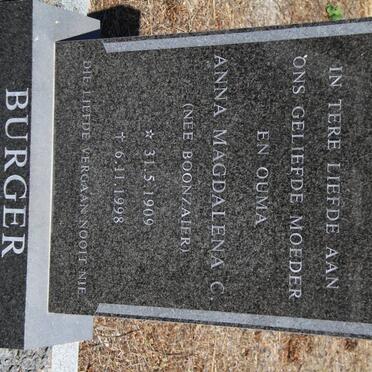 IN TERE LIEFDE AAN
ONS GELIEFDE MOEDER
EN OUMA
ANNA MAGDALENA C.
(NEE BOONZAIER)
☆ 31.5.1909
† 6.11.1998
DIE LIEFDE VERGAAN NOOIT NIE
BURGER